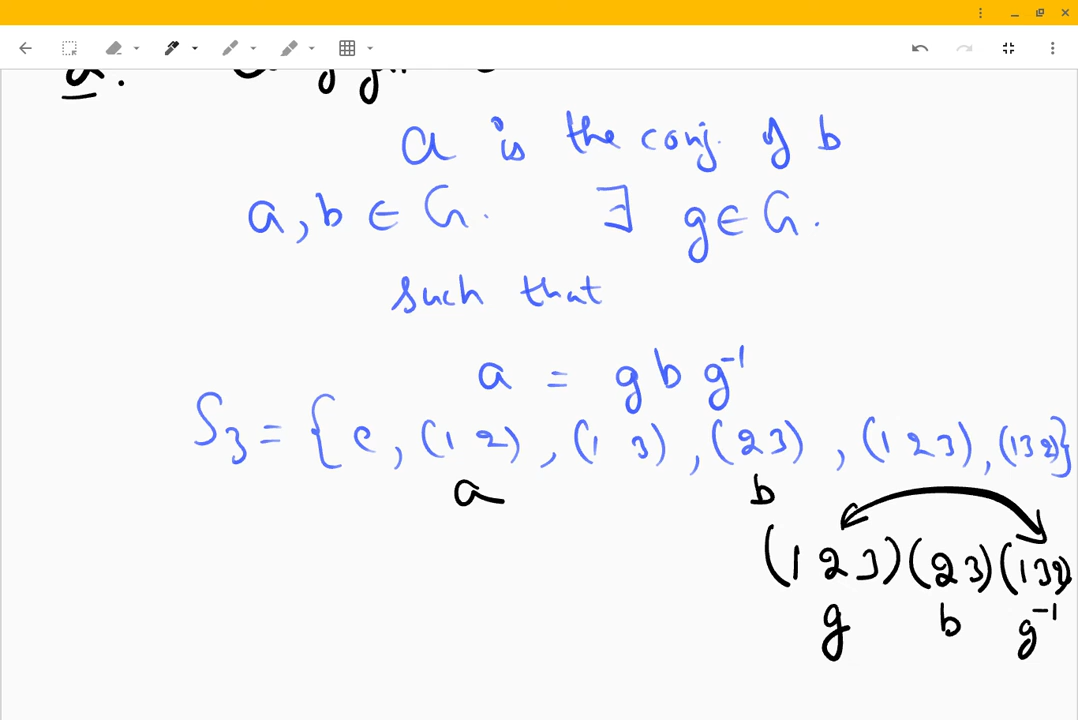 a is the conj. of b
a, b ∈ G. ∃ g ∈ G.
such that
a = g b g⁻¹
S₃ = { e, (1 2), (1 3), (2 3), (1 2 3), (1 3 2)}
a b
(1 2 3)(2 3)(1 3 2)
g b g⁻¹